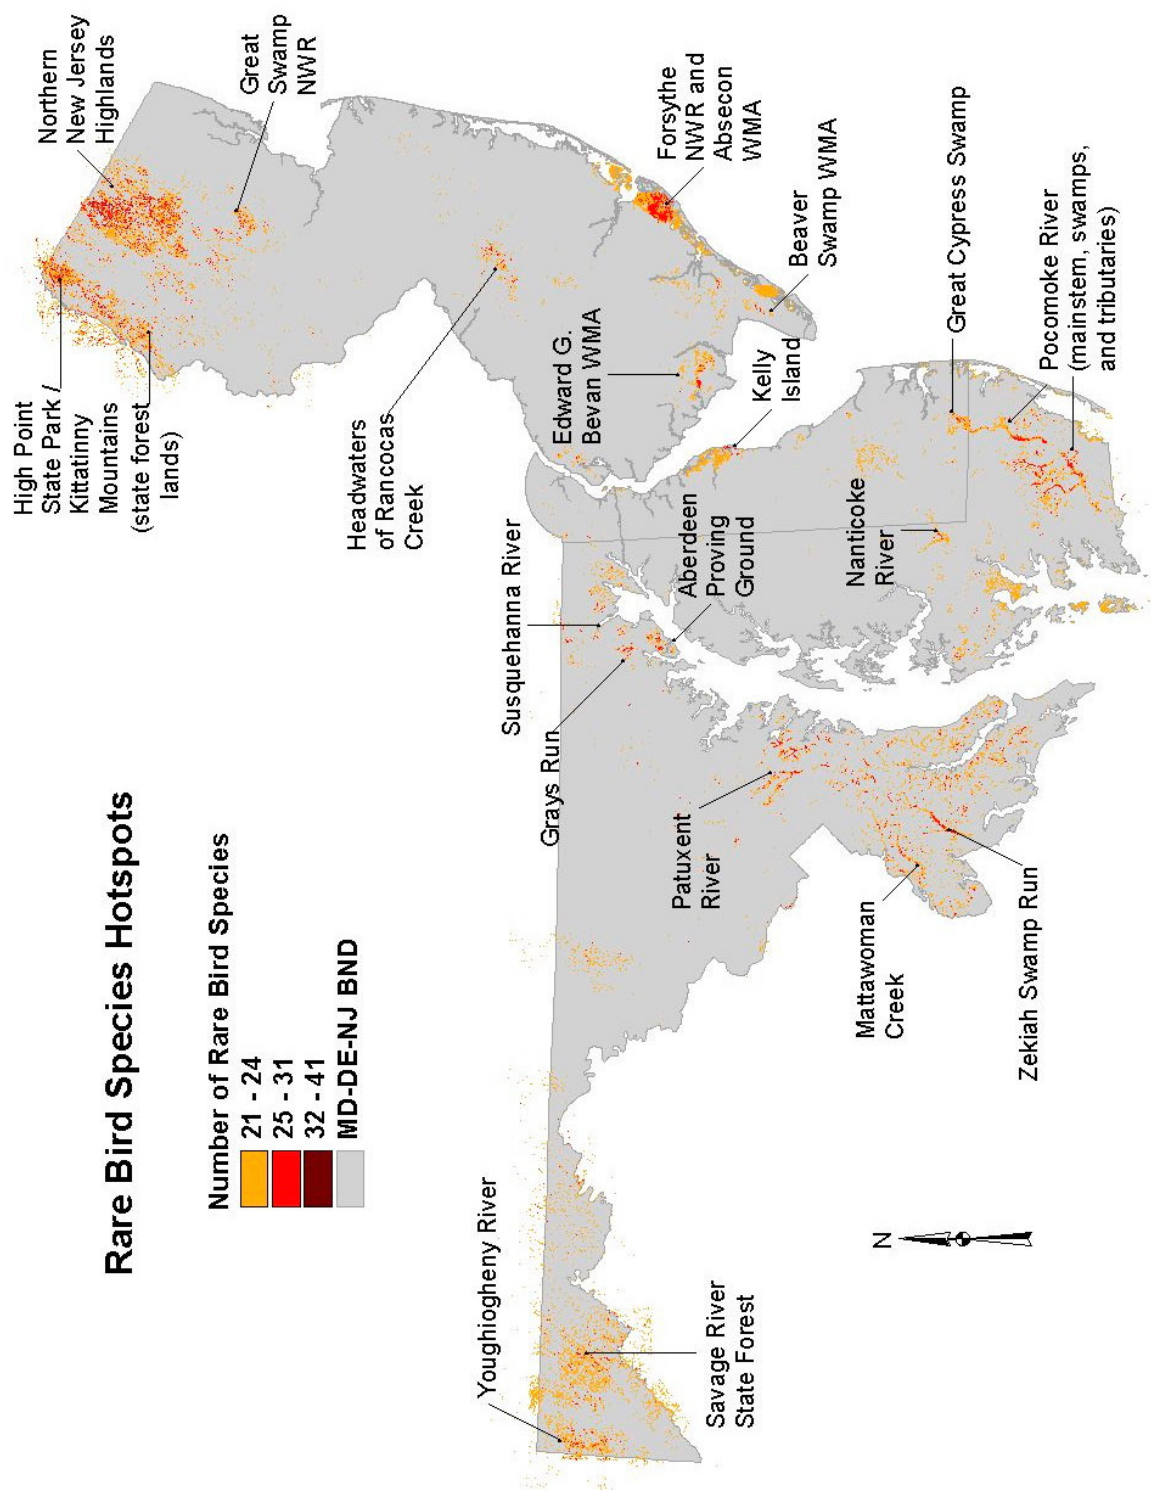 Rare Bird Species Hotspots
Number of Rare Bird Species
21 - 24
25 - 31
32 - 41
MD-DE-NJ BND
Northern
New Jersey
Highlands
Great
Swamp
NWR
High Point
State Park /
Kittatinny
Mountains
(state forest
lands)
Headwaters
of Rancocas
Creek
Forsythe
NWR and
Absecon
WMA
Beaver
Swamp WMA
Edward G.
Bevan WMA
Kelly
Island
Great Cypress Swamp
Pocomoke River
(mainstem, swamps,
and tributaries)
Susquehanna River
Aberdeen
Proving
Ground
Nanticoke
River
Grays Run
Patuxent
River
Mattawoman
Creek
Zekiah Swamp Run
Youghiogheny River
Savage River
State Forest
N